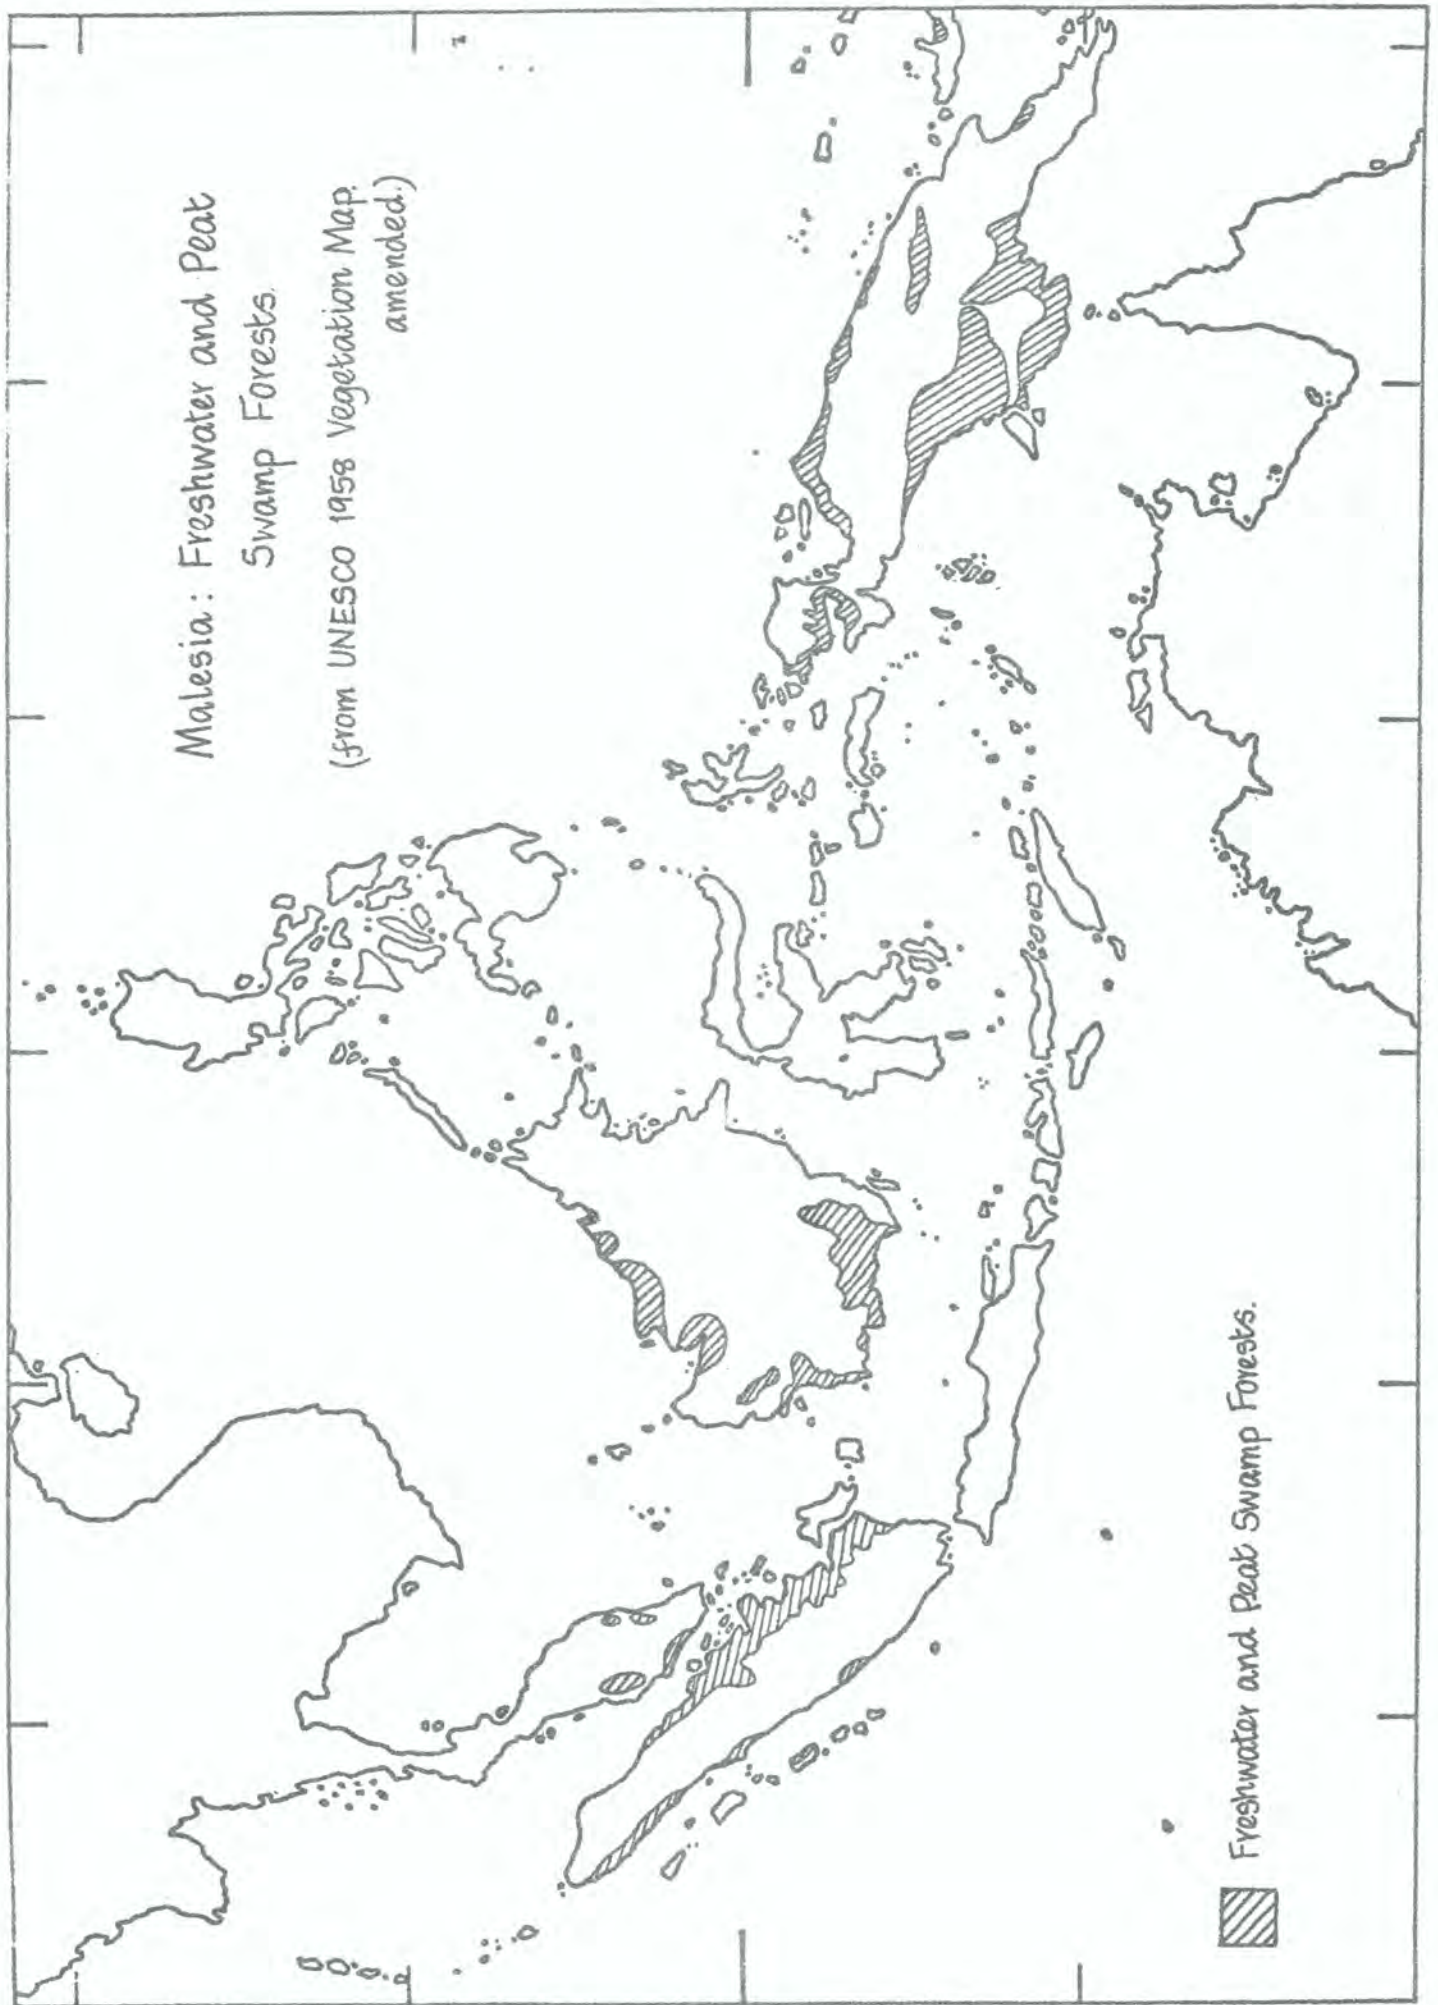 Malesia : Freshwater and Peat
Swamp Forests.
(from UNESCO 1958 Vegetation Map.
amended.)
Freshwater and Peat Swamp Forests.